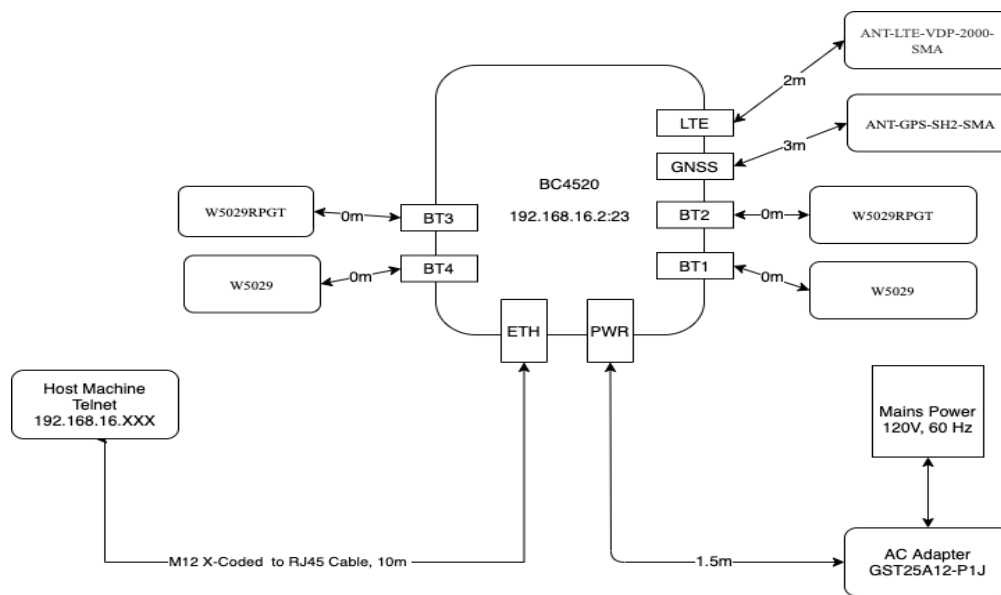 ANT-LTE-VDP-2000-
SMA
2m
LTE
ANT-GPS-SH2-SMA
3m
GNSS
BC4520
192.168.16.2:23
W5029RPGT
0m
BT3
BT2
0m
W5029RPGT
W5029
0m
BT4
BT1
0m
W5029
ETH
PWR
Host Machine
Telnet
192.168.16.XXX
Mains Power
120V, 60 Hz
M12 X-Coded to RJ45 Cable, 10m
1.5m
AC Adapter
GST25A12-P1J